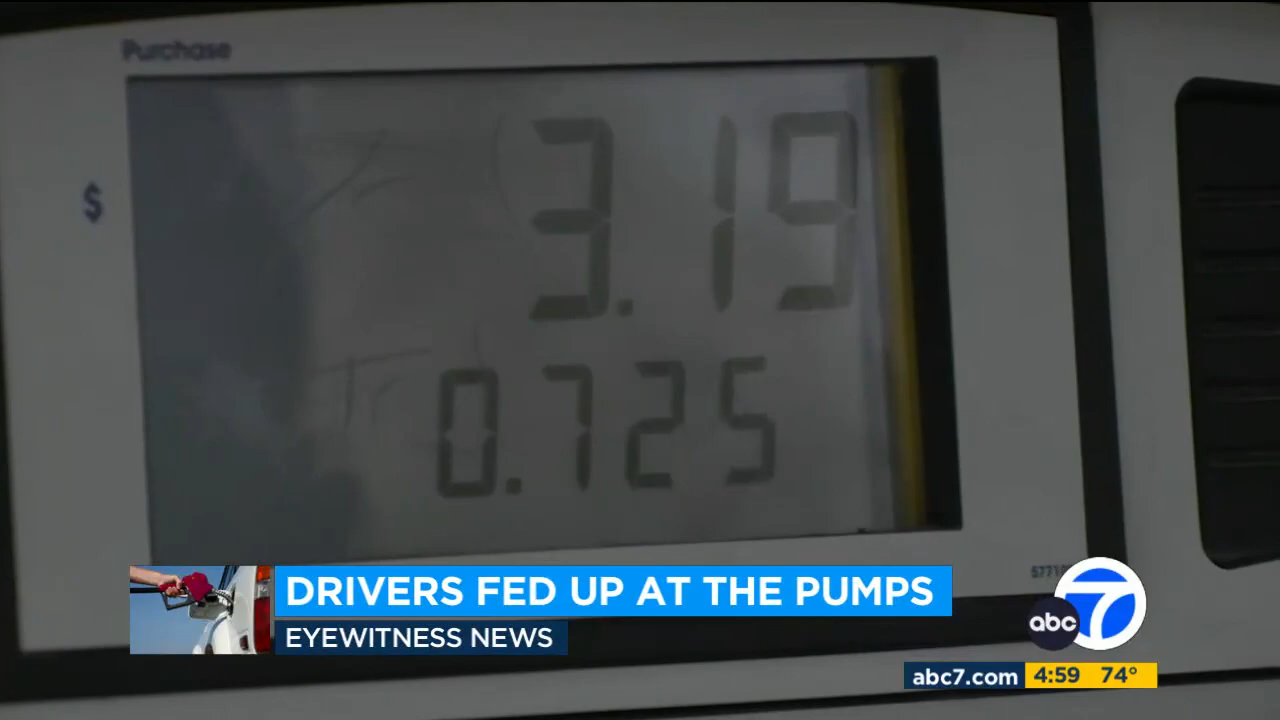 Purchase
$
3.19
0.725
DRIVERS FED UP AT THE PUMPS
EYEWITNESS NEWS
abc 7
abc7.com 4:59 74°